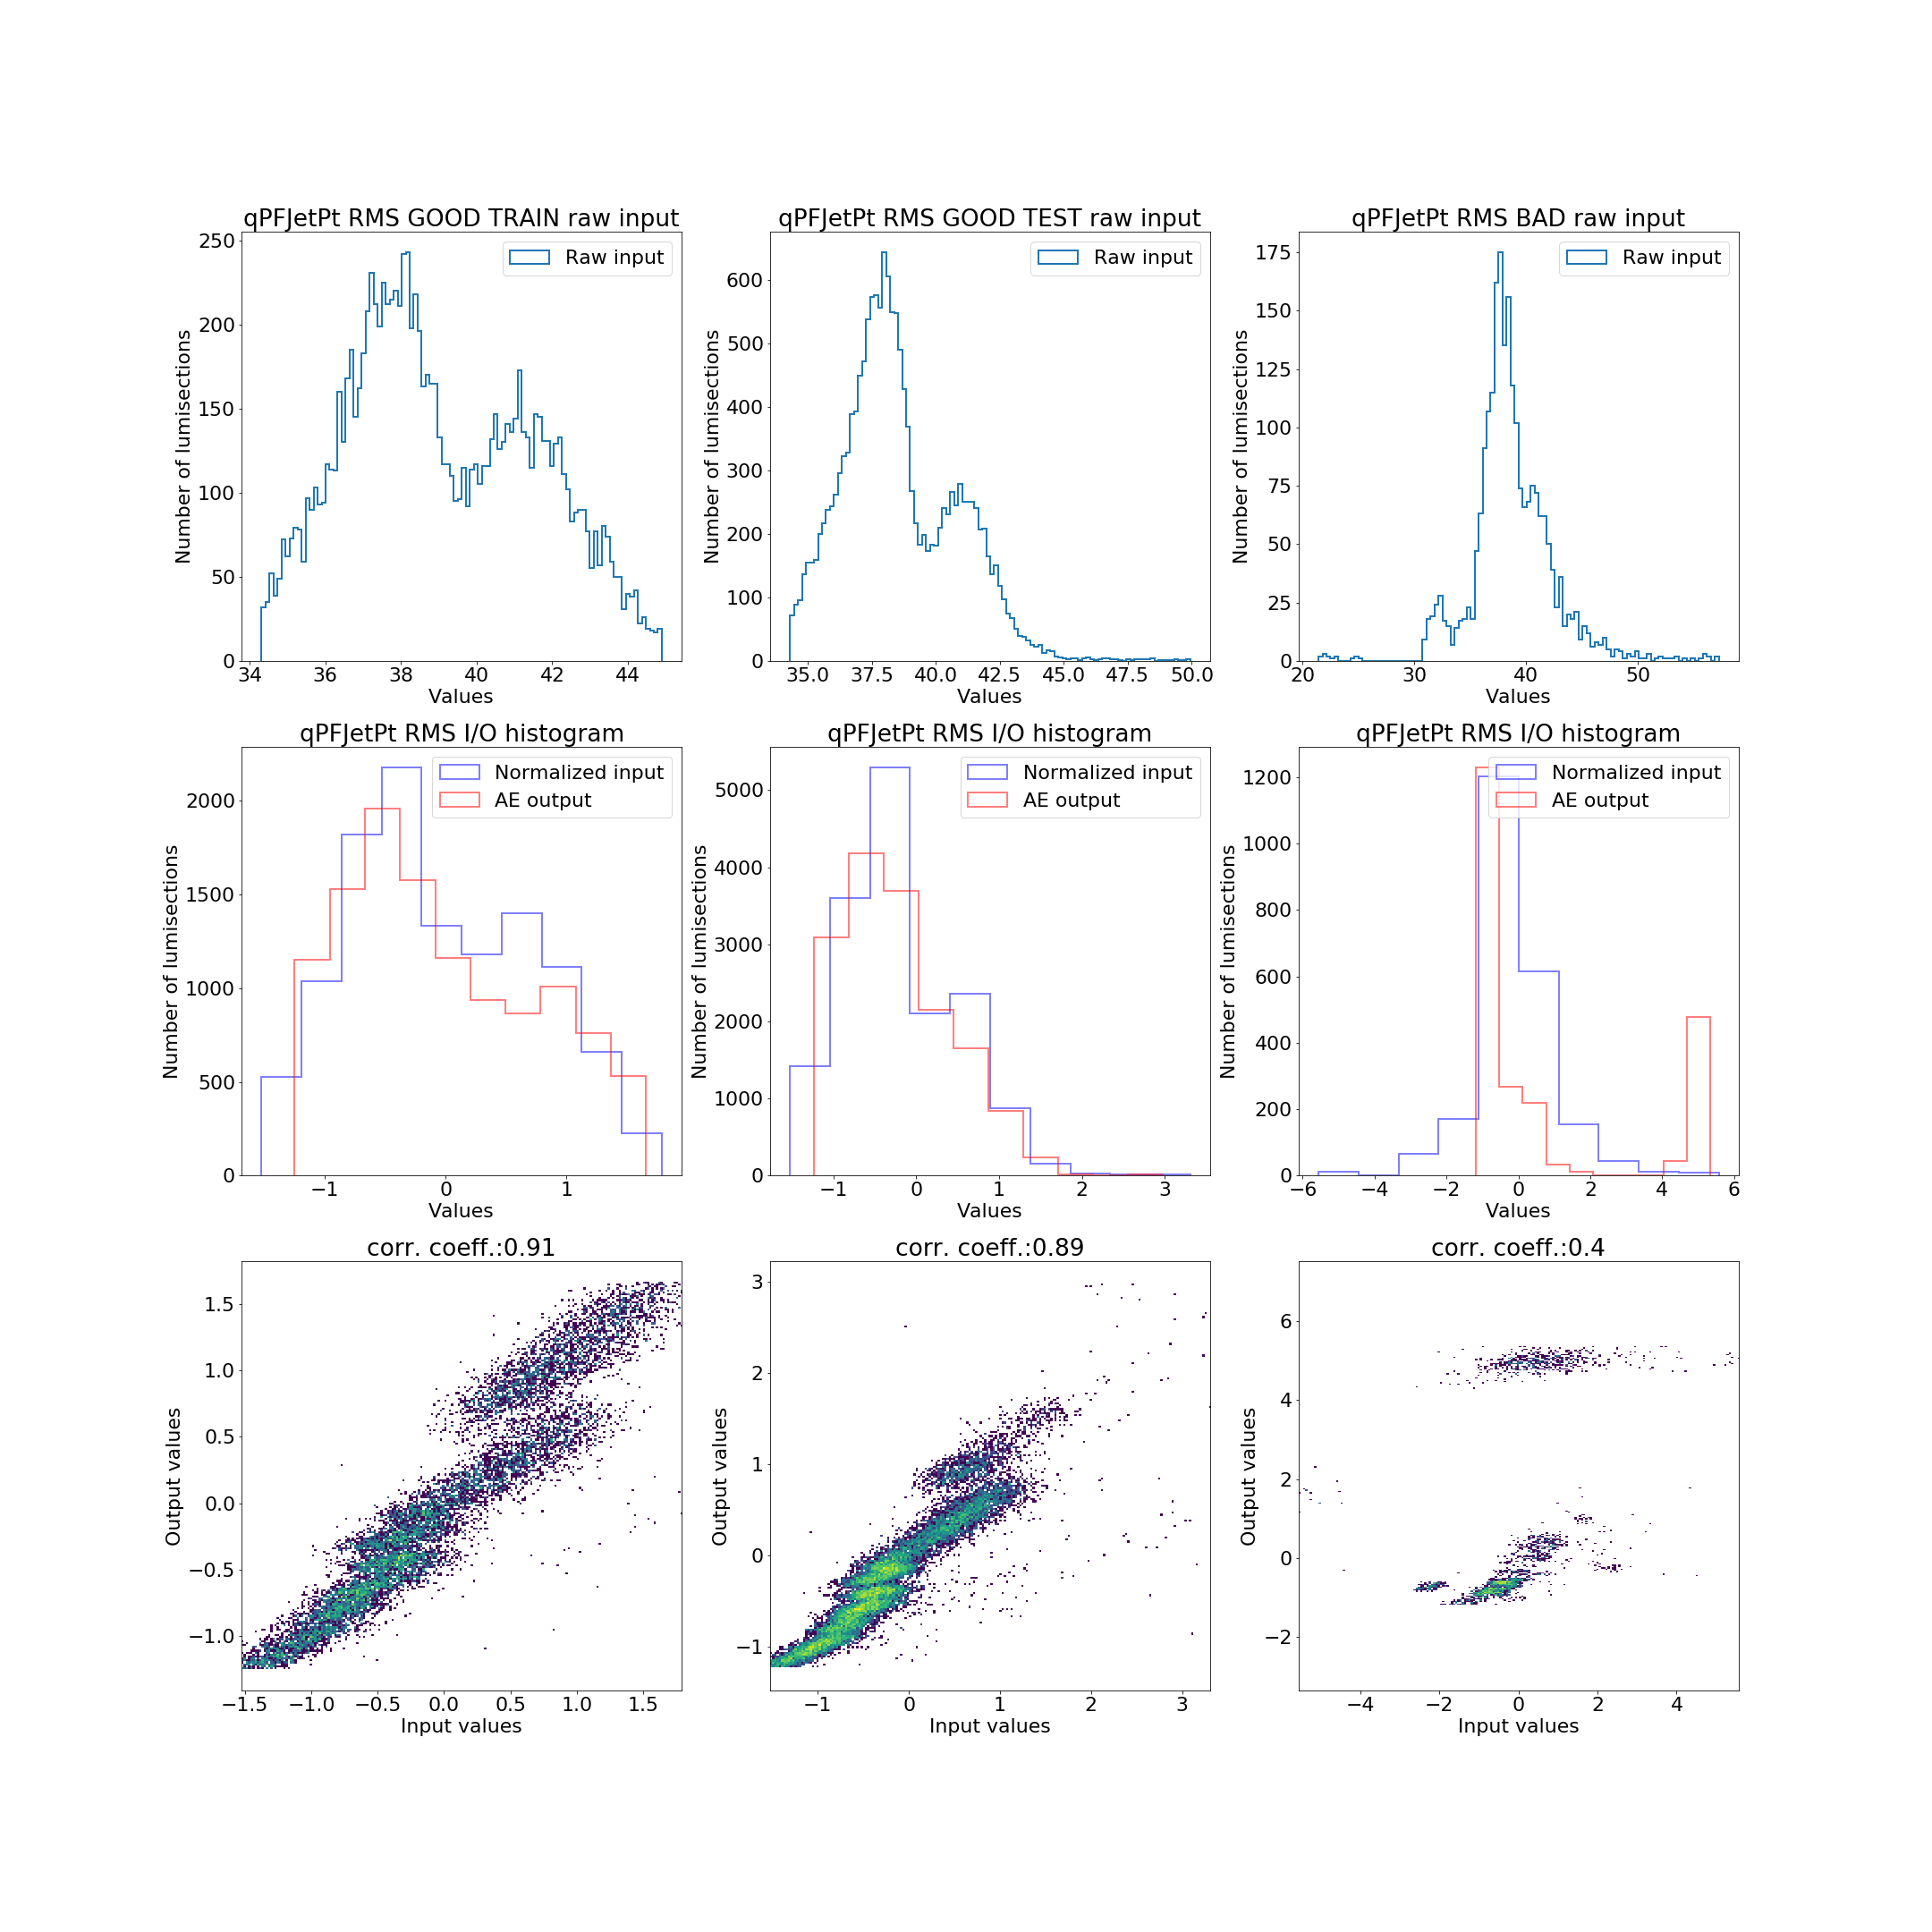 qPFJetPt RMS GOOD TRAIN raw input
250
200
150
100
50
0
Number of lumisections
Raw input
34 36 38 40 42 44
Values
qPFJetPt RMS GOOD TEST raw input
600
500
400
300
200
100
0
Number of lumisections
Raw input
35.0 37.5 40.0 42.5 45.0 47.5 50.0
Values
qPFJetPt RMS BAD raw input
175
150
125
100
75
50
25
0
Number of lumisections
Raw input
20 30 40 50
Values
qPFJetPt RMS I/O histogram
2000
1500
1000
500
0
Number of lumisections
Normalized input
AE output
−1 0 1
Values
qPFJetPt RMS I/O histogram
5000
4000
3000
2000
1000
0
Number of lumisections
Normalized input
AE output
−1 0 1 2 3
Values
qPFJetPt RMS I/O histogram
1200
1000
800
600
400
200
0
Number of lumisections
Normalized input
AE output
−6 −4 −2 0 2 4 6
Values
corr. coeff.:0.91
1.5
1.0
0.5
0.0
−0.5
−1.0
Output values
−1.5 −1.0 −0.5 0.0 0.5 1.0 1.5
Input values
corr. coeff.:0.89
3
2
1
0
−1
Output values
−1 0 1 2 3
Input values
corr. coeff.:0.4
6
4
2
0
−2
Output values
−4 −2 0 2 4
Input values